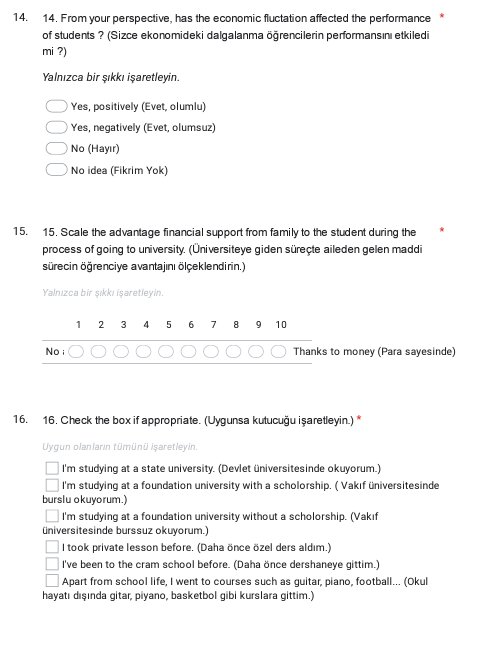 14. 14. From your perspective, has the economic fluctation affected the performance *
of students ? (Sizce ekonomideki dalgalanma öğrencilerin performansını etkiledi
mi ?)
Yalnızca bir şıkkı işaretleyin.
Yes, positively (Evet, olumlu)
Yes, negatively (Evet, olumsuz)
No (Hayır)
No idea (Fikrim Yok)
15. 15. Scale the advantage financial support from family to the student during the *
process of going to university. (Üniversiteye giden süreçte aileden gelen maddi
sürecin öğrenciye avantajını ölçeklendirin.)
Yalnızca bir şıkkı işaretleyin.
1 2 3 4 5 6 7 8 9 10
No Thanks to money (Para sayesinde)
16. 16. Check the box if appropriate. (Uygunsa kutucuğu işaretleyin.) *
Uygun olanların tümünü işaretleyin.
I'm studying at a state university. (Devlet üniversitesinde okuyorum.)
I'm studying at a foundation university with a scholorship. ( Vakıf üniversitesinde
burslu okuyorum.)
I'm studying at a foundation university without a scholorship. (Vakıf
üniversitesinde burssuz okuyorum.)
I took private lesson before. (Daha önce özel ders aldım.)
I've been to the cram school before. (Daha önce dershaneye gittim.)
Apart from school life, I went to courses such as guitar, piano, football... (Okul
hayatı dışında gitar, piyano, basketbol gibi kurslara gittim.)